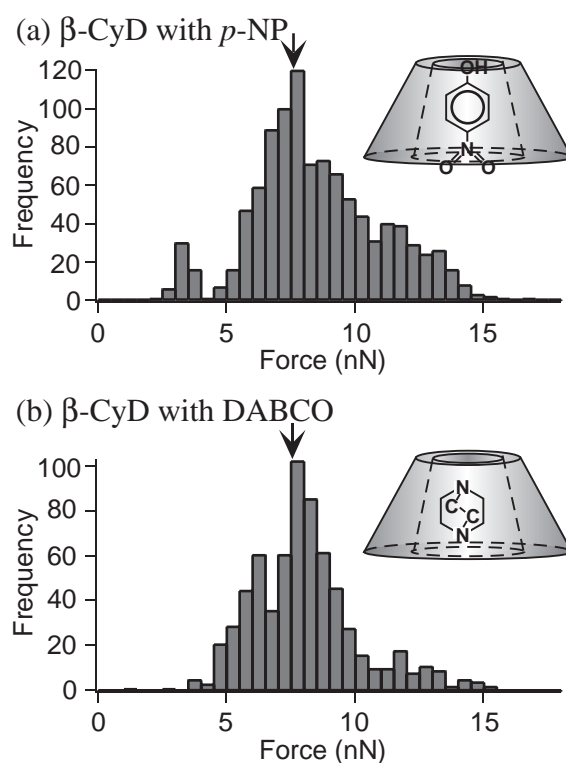 (a) β-CyD with p-NP
120
100
80
60
40
20
0
Frequency
0 5 10 15
Force (nN)
OH
N
O O
(b) β-CyD with DABCO
100
80
60
40
20
0
Frequency
0 5 10 15
Force (nN)
N
C C
N